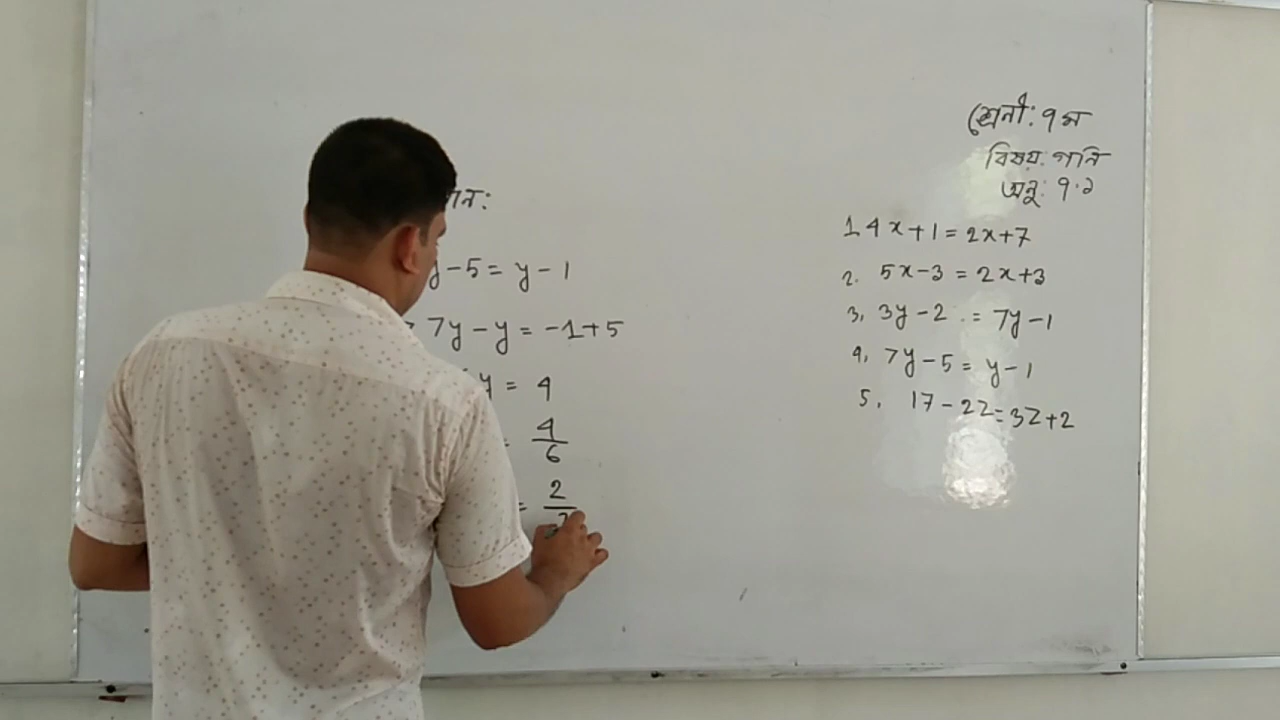 শ্রেনী: ৭ম
বিষয়: গনি
অনু: ৭.১
1 4x+1 = 2x+7
2. 5x-3 = 2x+3
3, 3y-2 .= 7y-1
4, 7y-5 = y-1
5, 17-2Z=3Z+2
ান:
y-5 = y-1
7y-y = -1+5
y = 4
= 4/6
= 2/3